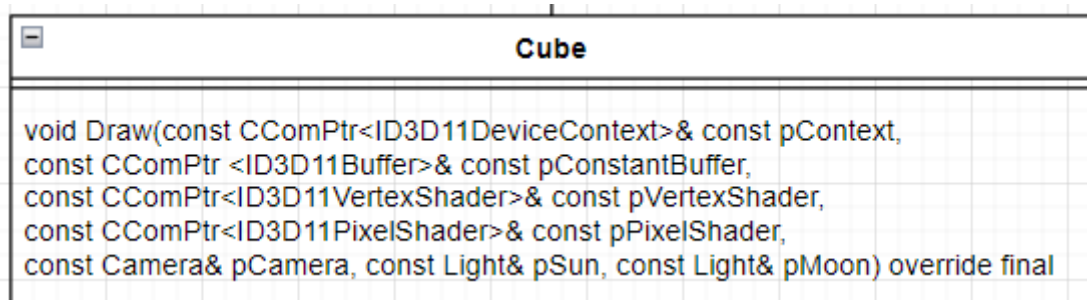 Cube
void Draw(const CComPtr<ID3D11DeviceContext>& const pContext,
const CComPtr <ID3D11Buffer>& const pConstantBuffer,
const CComPtr<ID3D11VertexShader>& const pVertexShader,
const CComPtr<ID3D11PixelShader>& const pPixelShader,
const Camera& pCamera, const Light& pSun, const Light& pMoon) override final